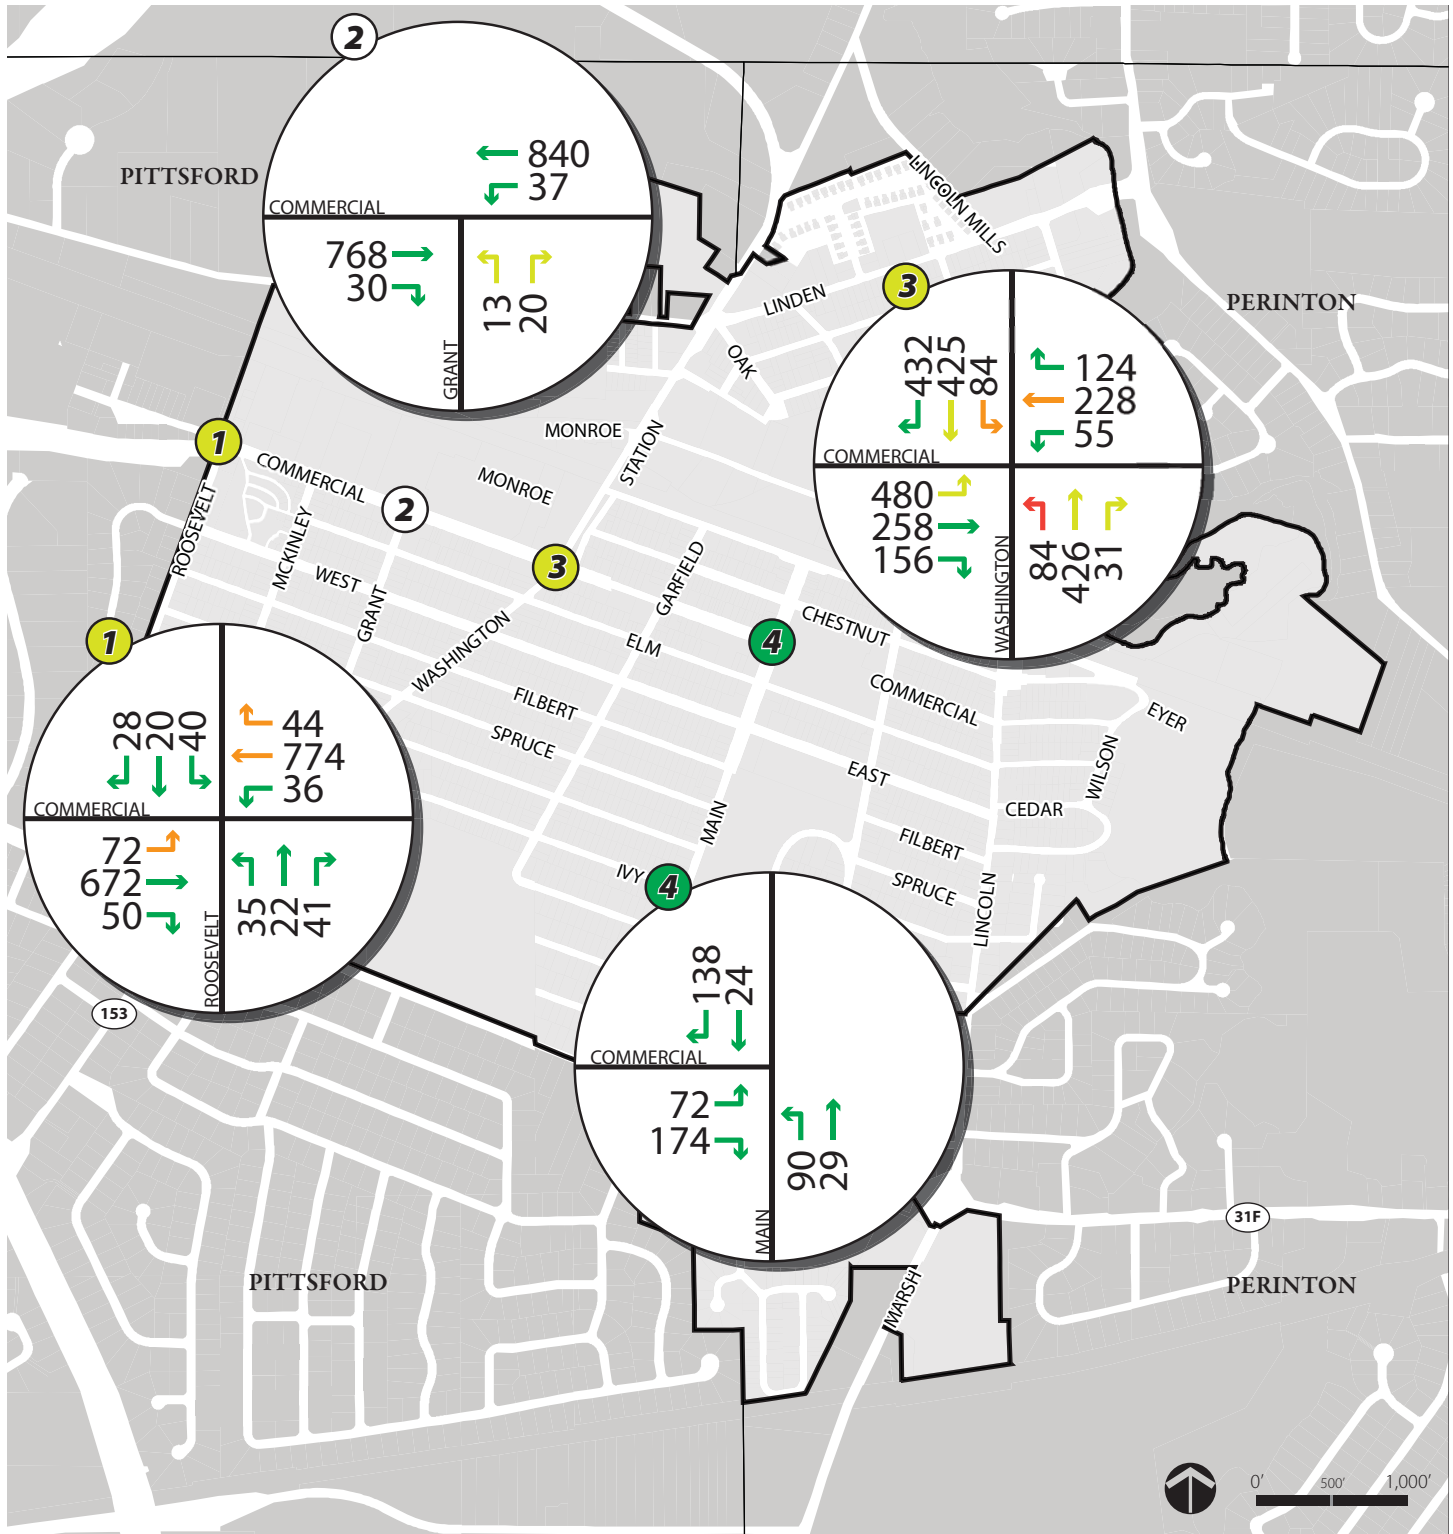 2
840
37
COMMERCIAL
768
30
13
20
GRANT
PITTSFORD
LINCOLN MILLS
LINDEN
OAK
PERINTON
3
432
425
84
124
228
55
COMMERCIAL
480
258
156
84
426
31
WASHINGTON
MONROE
STATION
MONROE
1
COMMERCIAL
2
ROOSEVELT
MCKINLEY
WEST
GRANT
3
WASHINGTON
GARFIELD
ELM
4
CHESTNUT
COMMERCIAL
EYER
FILBERT
SPRUCE
EAST
WILSON
CEDAR
MAIN
FILBERT
SPRUCE
LINCOLN
IVY
1
28
20
40
44
774
36
COMMERCIAL
72
672
50
35
22
41
ROOSEVELT
153
4
138
24
COMMERCIAL
72
174
90
29
MAIN
31F
PITTSFORD
MARSH
PERINTON
0'
500'
1,000'